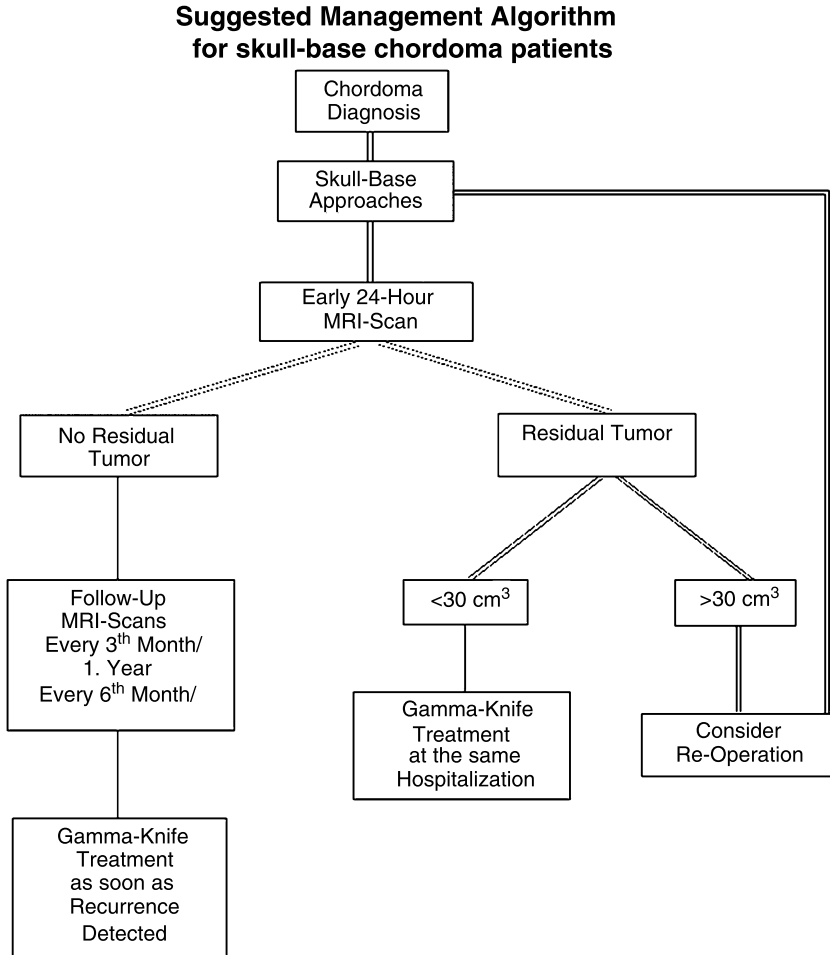 Suggested Management Algorithm
for skull-base chordoma patients
Chordoma
Diagnosis
Skull-Base
Approaches
Early 24-Hour
MRI-Scan
No Residual
Tumor
Residual Tumor
Follow-Up
MRI-Scans
Every 3th Month/
1. Year
Every 6th Month/
<30 cm3
>30 cm3
Gamma-Knife
Treatment
at the same
Hospitalization
Consider
Re-Operation
Gamma-Knife
Treatment
as soon as
Recurrence
Detected